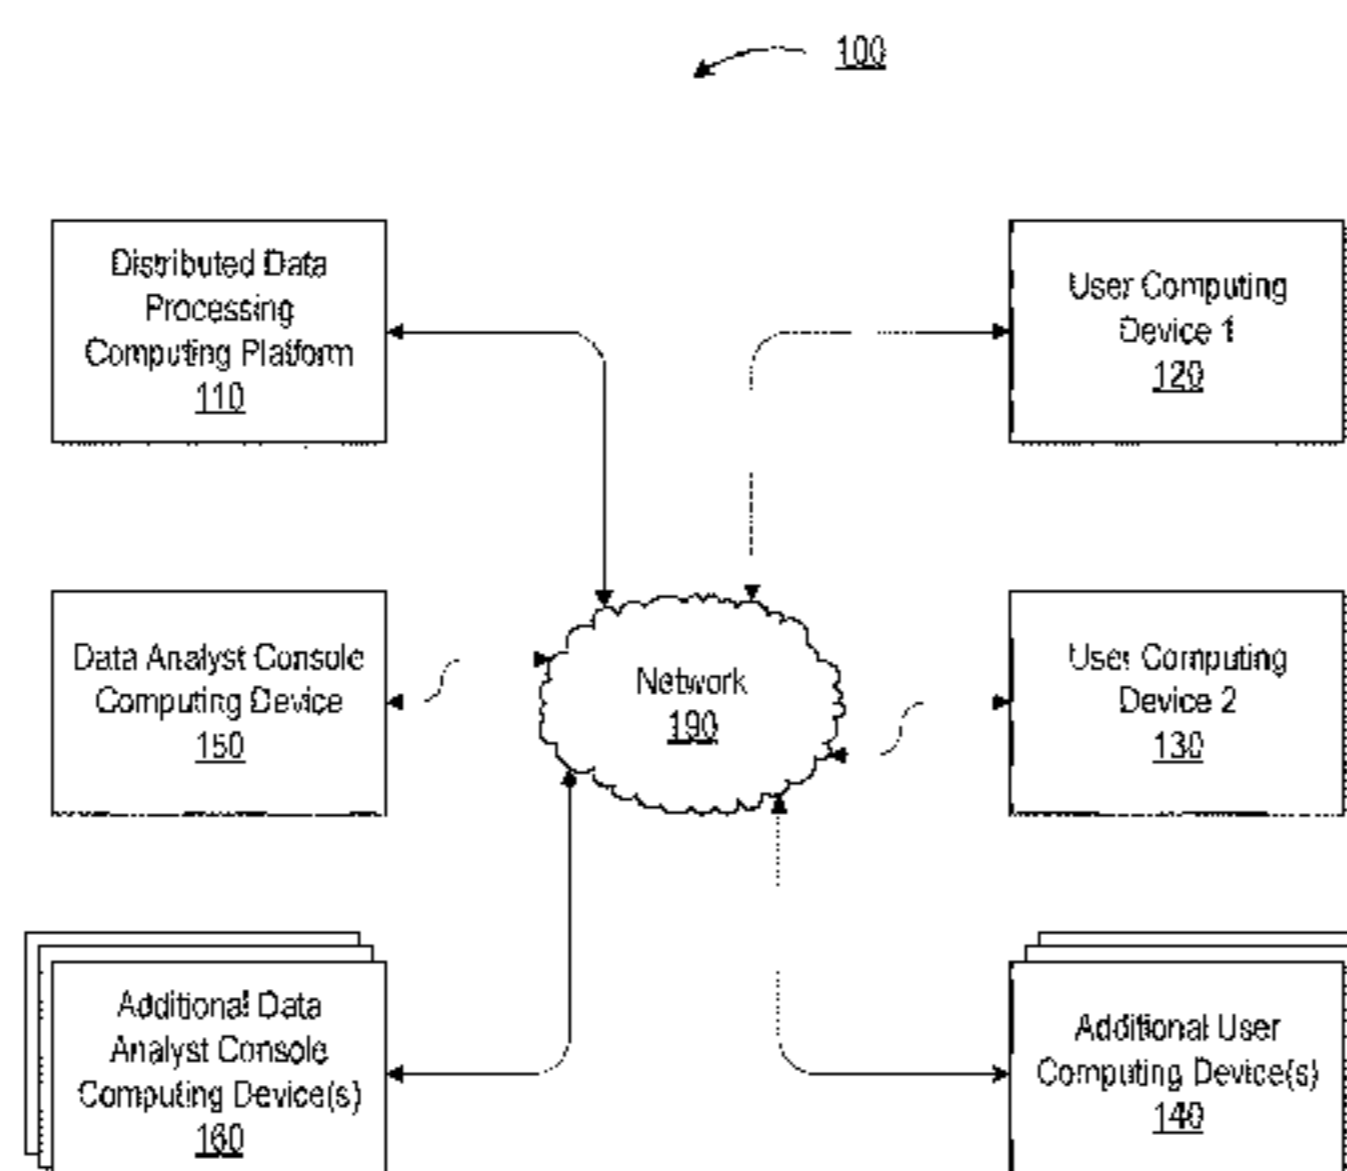 100
Distributed Data
Processing
Computing Platform
110
User Computing
Device 1
120
Data Analyst Console
Computing Device
150
Network
190
User Computing
Device 2
130
Additional Data
Analyst Console
Computing Device(s)
160
Additional User
Computing Device(s)
140